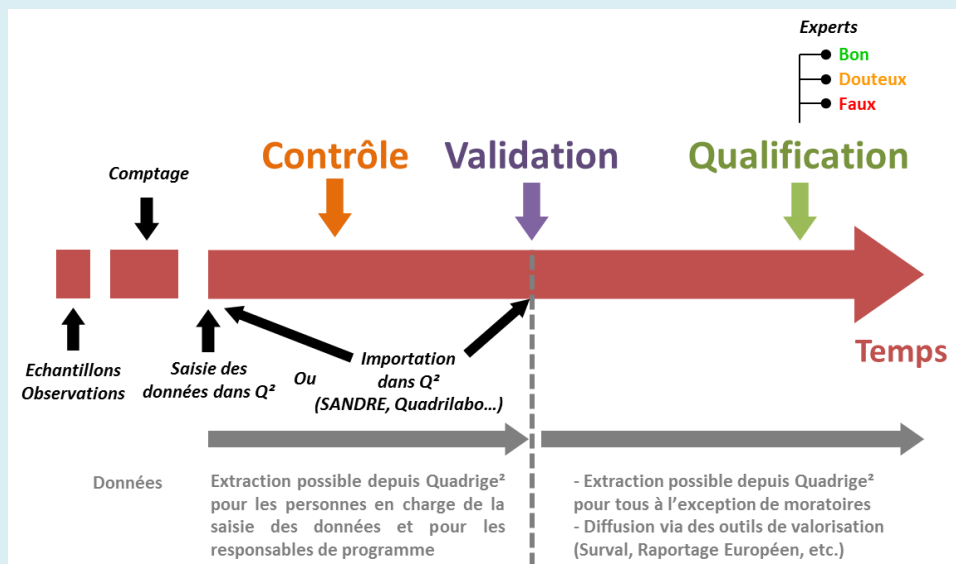 Experts
Bon
Douteux
Faux
Contrôle
Validation
Qualification
Comptage
Temps
Echantillons
Observations
Saisie des
données dans Q²
Ou
Importation
dans Q²
(SANDRE, Quadrilabo…)
Données
Extraction possible depuis Quadrige²
pour les personnes en charge de la
saisie des données et pour les
responsables de programme
- Extraction possible depuis Quadrige²
pour tous à l’exception de moratoires
- Diffusion via des outils de valorisation
(Surval, Raportage Européen, etc.)